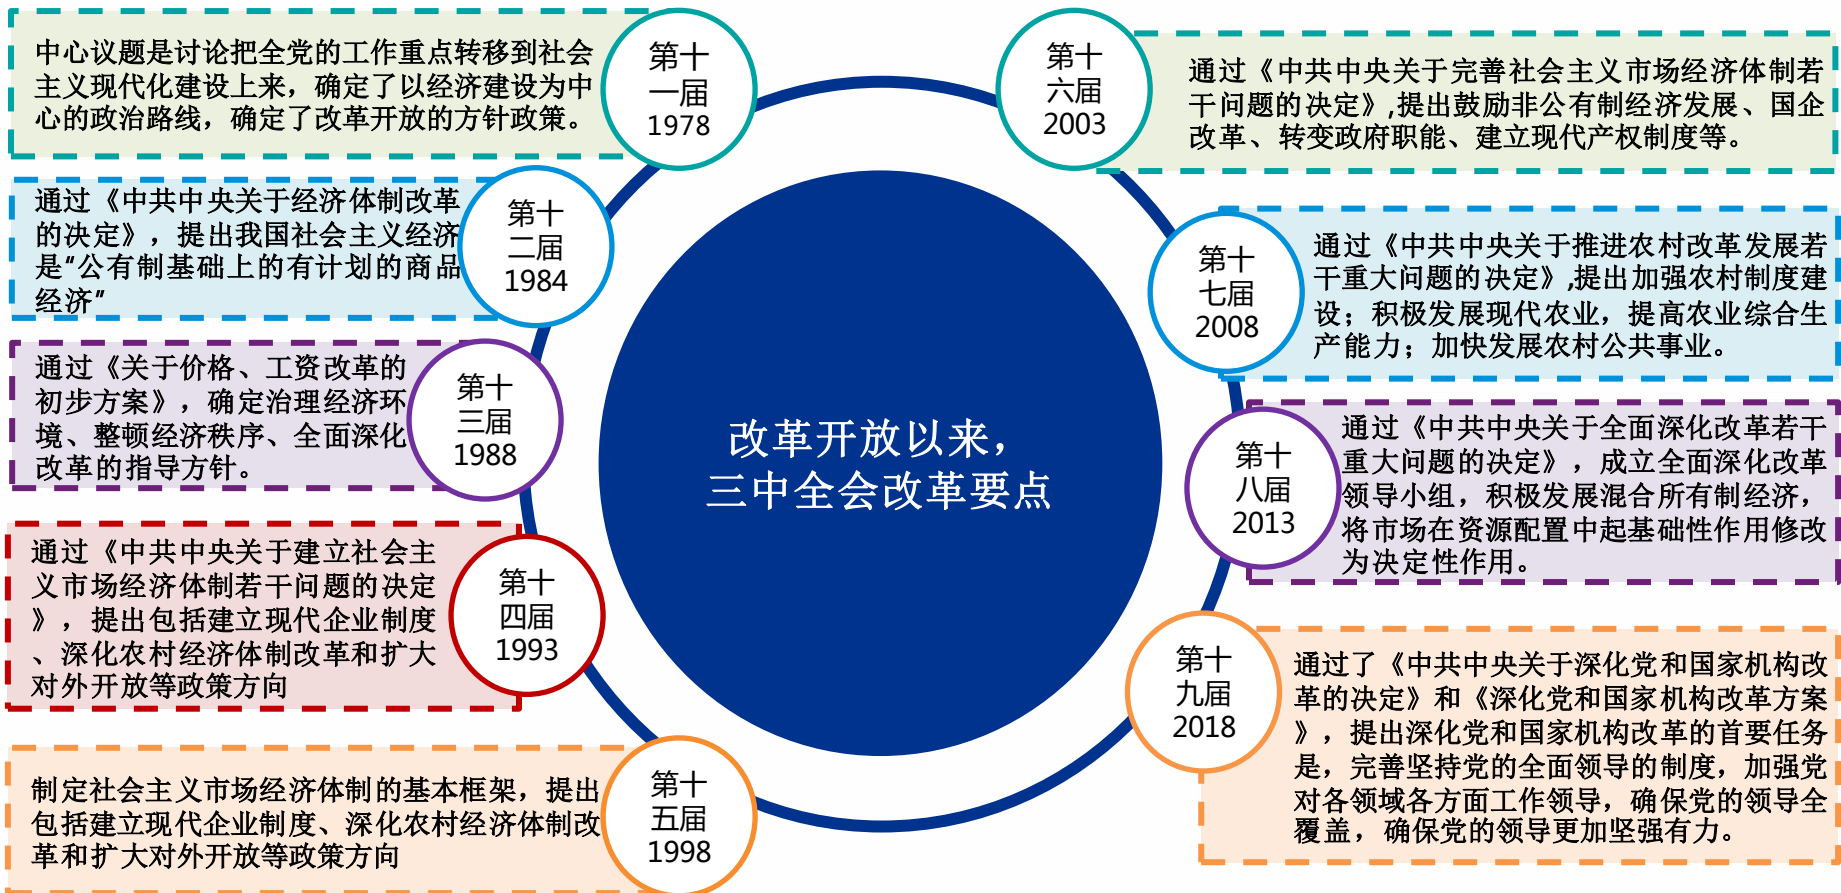 中心议题是讨论把全党的工作重点转移到社会
主义现代化建设上来，确定了以经济建设为中
心的政治路线，确定了改革开放的方针政策。
第十
一届
1978
通过《中共中央关于经济体制改革
的决定》，提出我国社会主义经济
是“公有制基础上的有计划的商品
经济”
第十
二届
1984
通过《关于价格、工资改革的
初步方案》，确定治理经济环
境、整顿经济秩序、全面深化
改革的指导方针。
第十
三届
1988
通过《中共中央关于建立社会主
义市场经济体制若干问题的决定
》，提出包括建立现代企业制度
、深化农村经济体制改革和扩大
对外开放等政策方向
第十
四届
1993
制定社会主义市场经济体制的基本框架，提出
包括建立现代企业制度、深化农村经济体制改
革和扩大对外开放等政策方向
第十
五届
1998
改革开放以来，
三中全会改革要点
第十
六届
2003
通过《中共中央关于完善社会主义市场经济体制若
干问题的决定》,提出鼓励非公有制经济发展、国企
改革、转变政府职能、建立现代产权制度等。
第十
七届
2008
通过《中共中央关于推进农村改革发展若
干重大问题的决定》,提出加强农村制度建
设；积极发展现代农业，提高农业综合生
产能力；加快发展农村公共事业。
第十
八届
2013
通过《中共中央关于全面深化改革若干
重大问题的决定》，成立全面深化改革
领导小组，积极发展混合所有制经济，
将市场在资源配置中起基础性作用修改
为决定性作用。
第十
九届
2018
通过了《中共中央关于深化党和国家机构改
革的决定》和《深化党和国家机构改革方案
》，提出深化党和国家机构改革的首要任务
是，完善坚持党的全面领导的制度，加强党
对各领域各方面工作领导，确保党的领导全
覆盖，确保党的领导更加坚强有力。